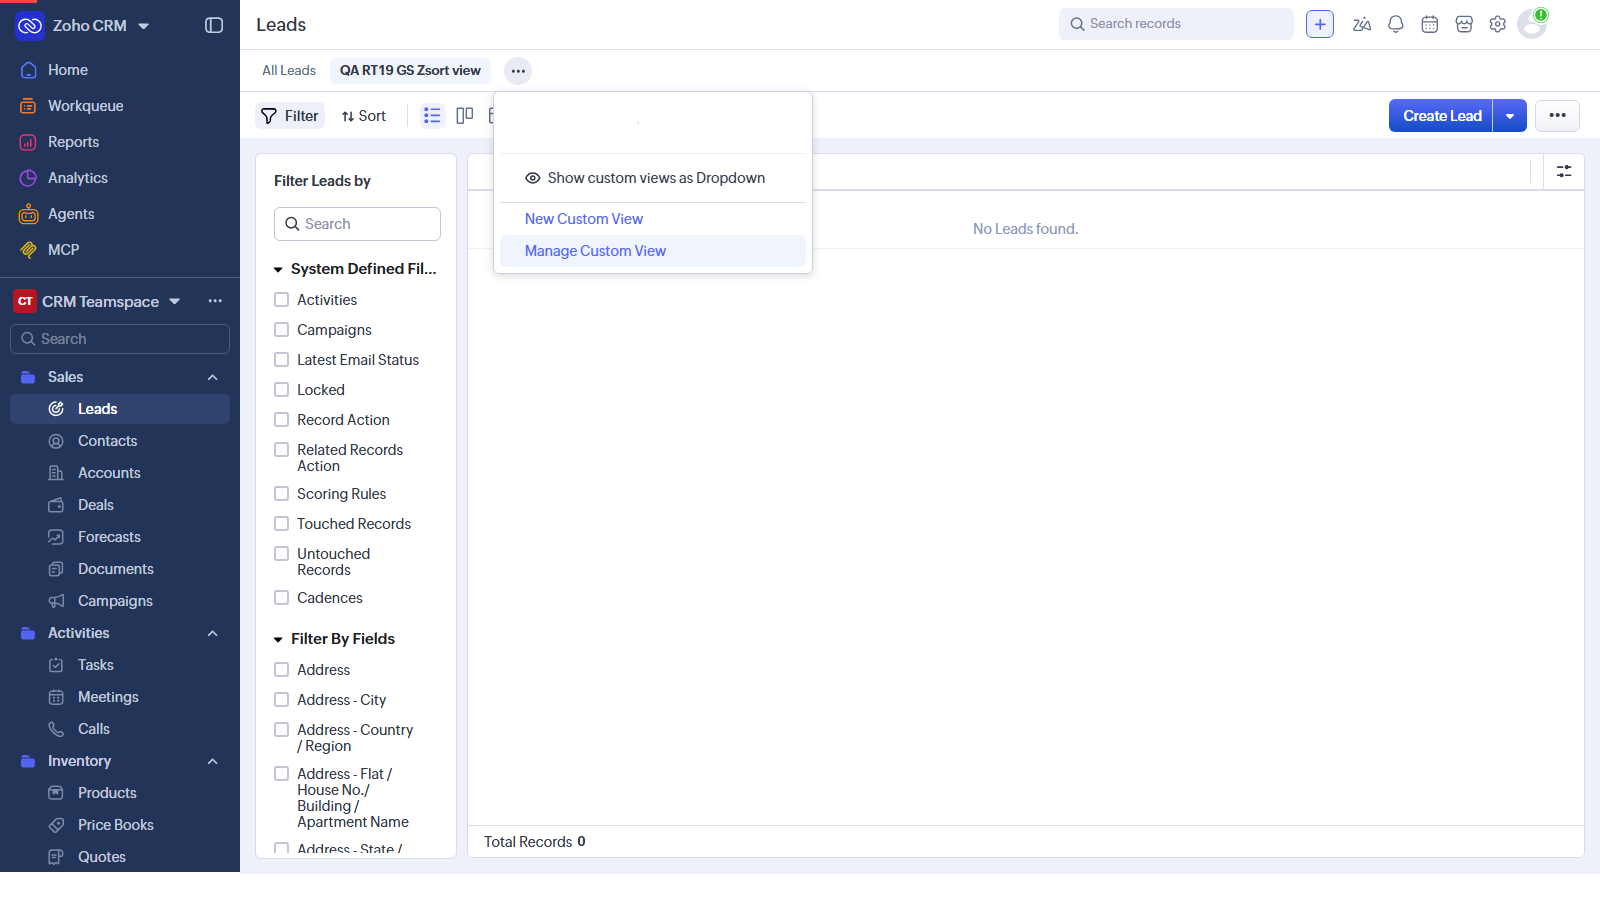 Zoho CRM
Home
Workqueue
Reports
Analytics
Agents
MCP
CT CRM Teamspace
Search
Sales
Leads
Contacts
Accounts
Deals
Forecasts
Documents
Campaigns
Activities
Tasks
Meetings
Calls
Inventory
Products
Price Books
Quotes
Leads
Search records
All Leads
QA RT19 GS Zsort view
Filter
Sort
Create Lead
Show custom views as Dropdown
New Custom View
Manage Custom View
Filter Leads by
Search
System Defined Fil...
Activities
Campaigns
Latest Email Status
Locked
Record Action
Related Records
Action
Scoring Rules
Touched Records
Untouched
Records
Cadences
Filter By Fields
Address
Address - City
Address - Country
/ Region
Address - Flat /
House No./
Building /
Apartment Name
Address - State /
No Leads found.
Total Records 0